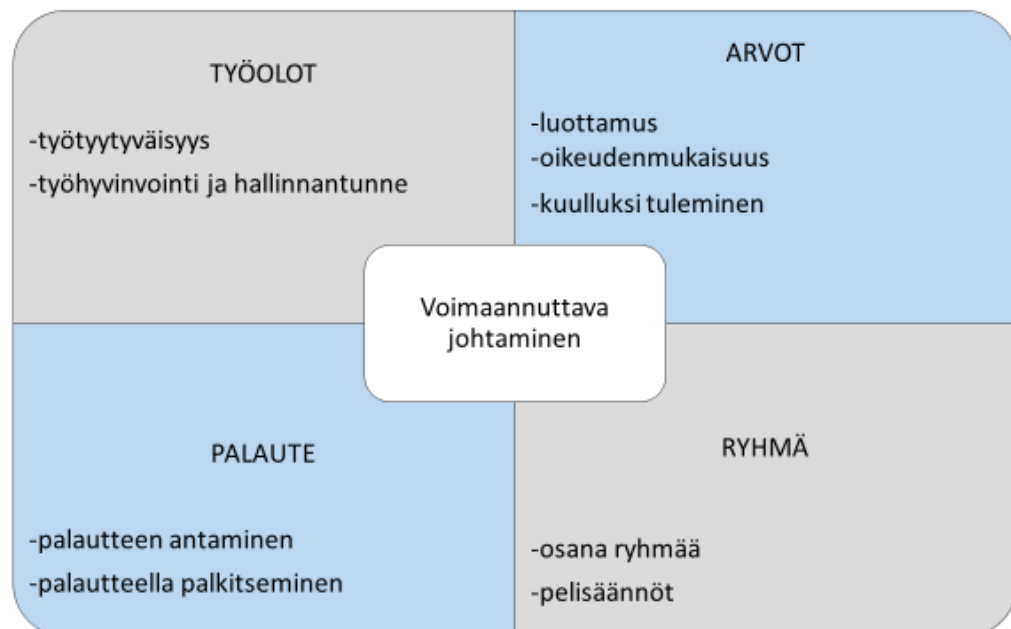 TYÖOLOT
-työtyytyväisyys
-työhyvinvointi ja hallinnantunne
ARVOT
-luottamus
-oikeudenmukaisuus
-kuulluksi tuleminen
Voimaannuttava
johtaminen
PALAUTE
-palautteen antaminen
-palautteella palkitseminen
RYHMÄ
-osana ryhmää
-pelisäännöt